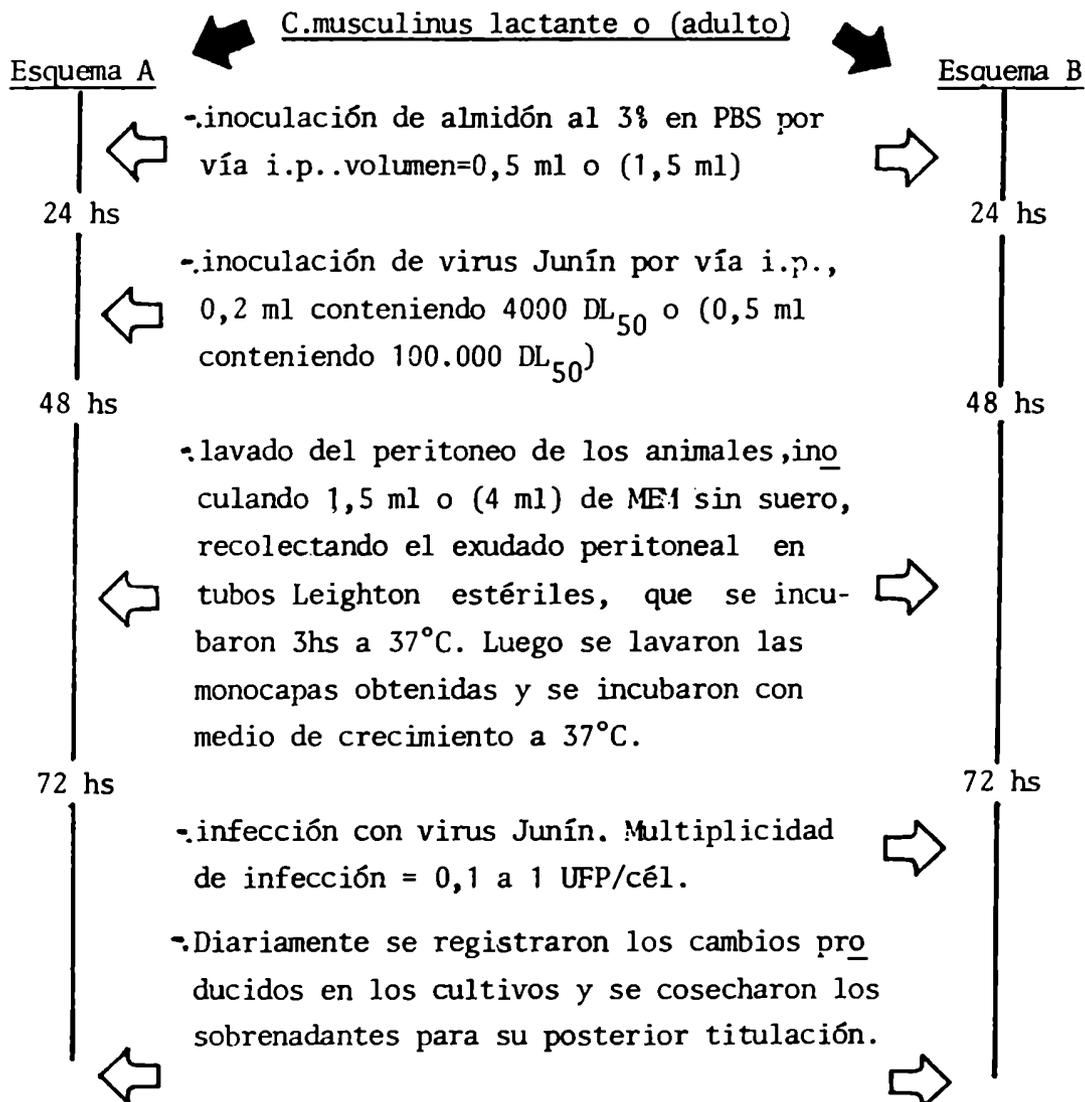 C.musculinus lactante o (adulto)
Esquema A
Esquema B
-.inoculación de almidón al 3% en PBS por
vía i.p..volumen=0,5 ml o (1,5 ml)
24 hs
24 hs
-.inoculación de virus Junín por vía i.p.,
0,2 ml conteniendo 4000 DL50 o (0,5 ml
conteniendo 100.000 DL50)
48 hs
48 hs
-.lavado del peritoneo de los animales,ino
culando 1,5 ml o (4 ml) de MEM sin suero,
recolectando el exudado peritoneal en
tubos Leighton estériles, que se incu-
baron 3hs a 37°C. Luego se lavaron las
monocapas obtenidas y se incubaron con
medio de crecimiento a 37°C.
72 hs
72 hs
-.infección con virus Junín. Multiplicidad
de infección = 0,1 a 1 UFP/cél.
-.Diariamente se registraron los cambios pro
ducidos en los cultivos y se cosecharon los
sobrenadantes para su posterior titulación.